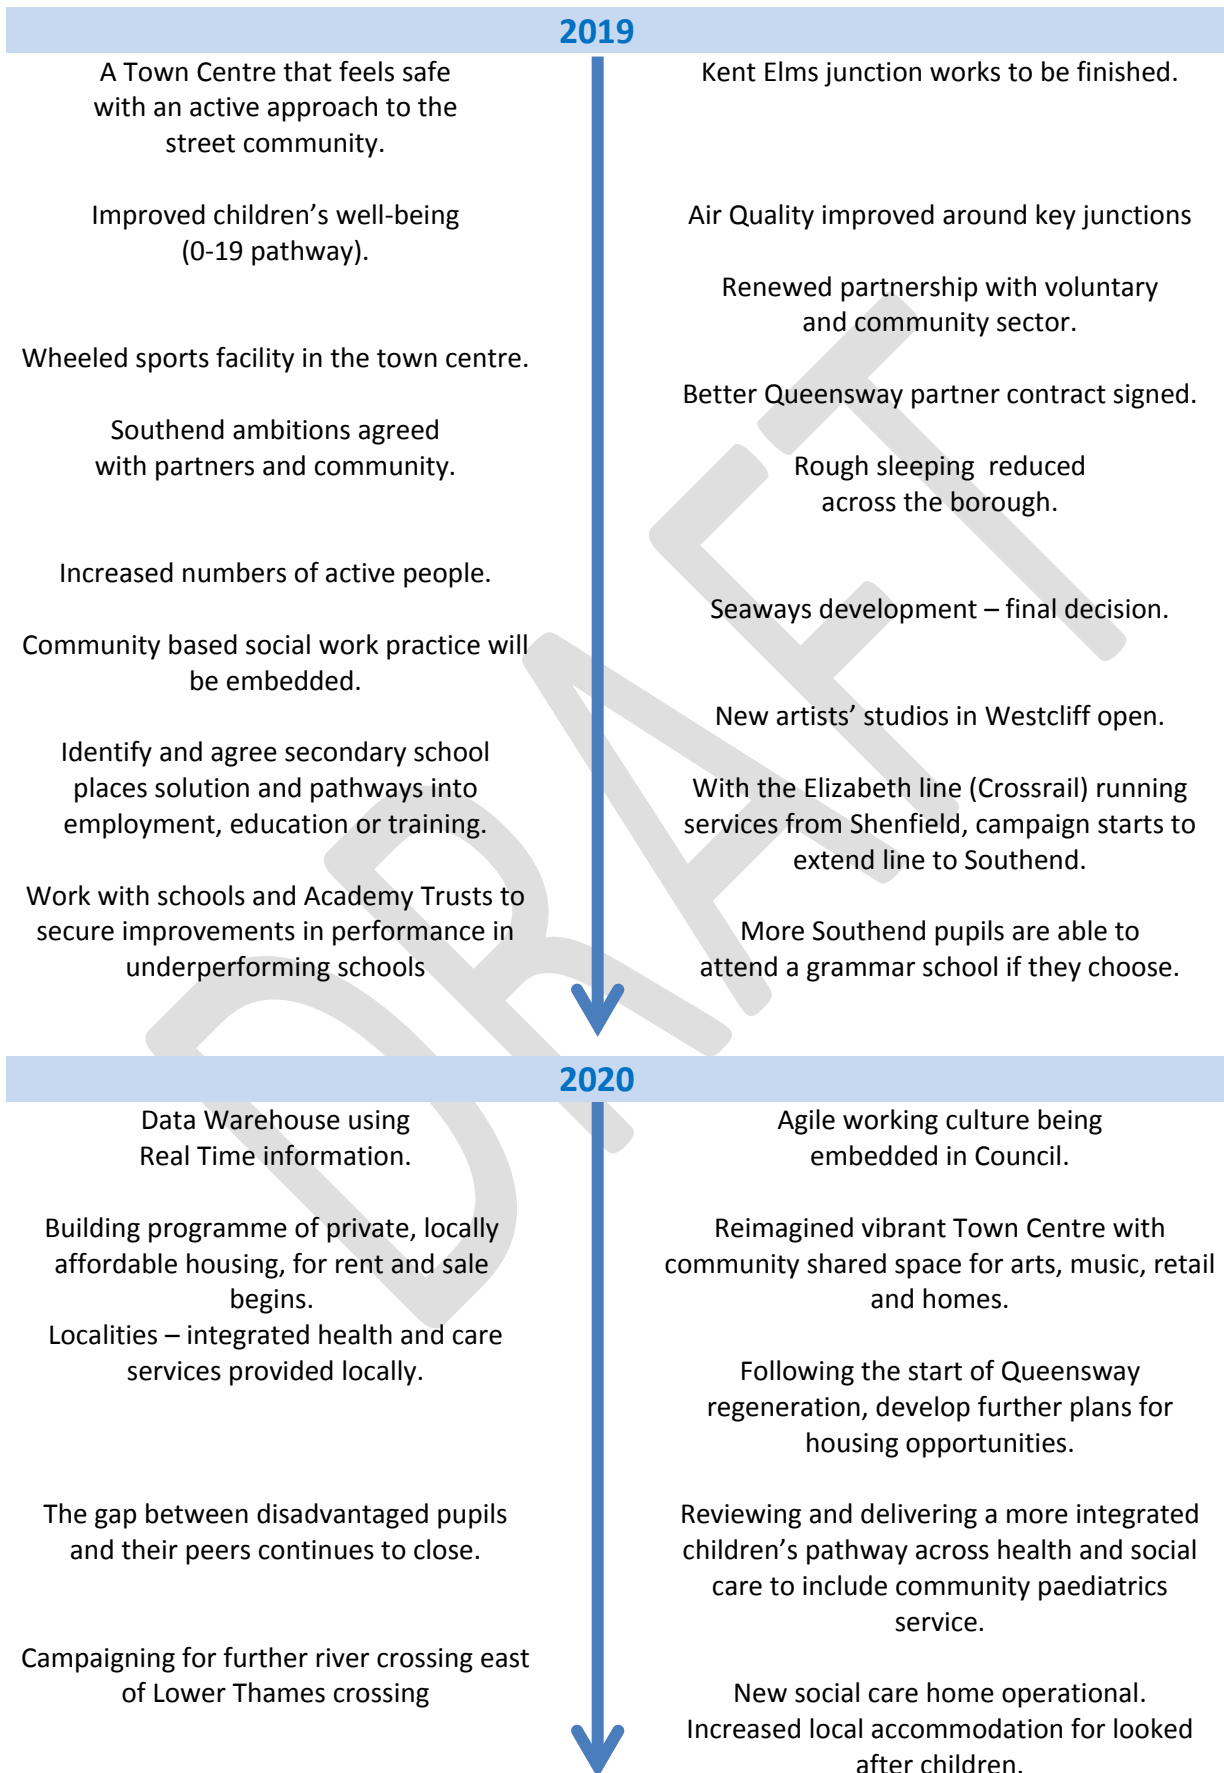 2019
A Town Centre that feels safe
with an active approach to the
street community.
Improved children’s well-being
(0-19 pathway).
Wheeled sports facility in the town centre.
Southend ambitions agreed
with partners and community.
Increased numbers of active people.
Community based social work practice will
be embedded.
Identify and agree secondary school
places solution and pathways into
employment, education or training.
Work with schools and Academy Trusts to
secure improvements in performance in
underperforming schools
Kent Elms junction works to be finished.
Air Quality improved around key junctions
Renewed partnership with voluntary
and community sector.
Better Queensway partner contract signed.
Rough sleeping  reduced
across the borough.
Seaways development – final decision.
New artists’ studios in Westcliff open.
With the Elizabeth line (Crossrail) running
services from Shenfield, campaign starts to
extend line to Southend.
More Southend pupils are able to
attend a grammar school if they choose.
2020
Data Warehouse using
Real Time information.
Building programme of private, locally
affordable housing, for rent and sale
begins.
Localities – integrated health and care
services provided locally.
The gap between disadvantaged pupils
and their peers continues to close.
Campaigning for further river crossing east
of Lower Thames crossing
Agile working culture being
embedded in Council.
Reimagined vibrant Town Centre with
community shared space for arts, music, retail
and homes.
Following the start of Queensway
regeneration, develop further plans for
housing opportunities.
Reviewing and delivering a more integrated
children’s pathway across health and social
care to include community paediatrics
service.
New social care home operational.
Increased local accommodation for looked
after children.
DRAFT